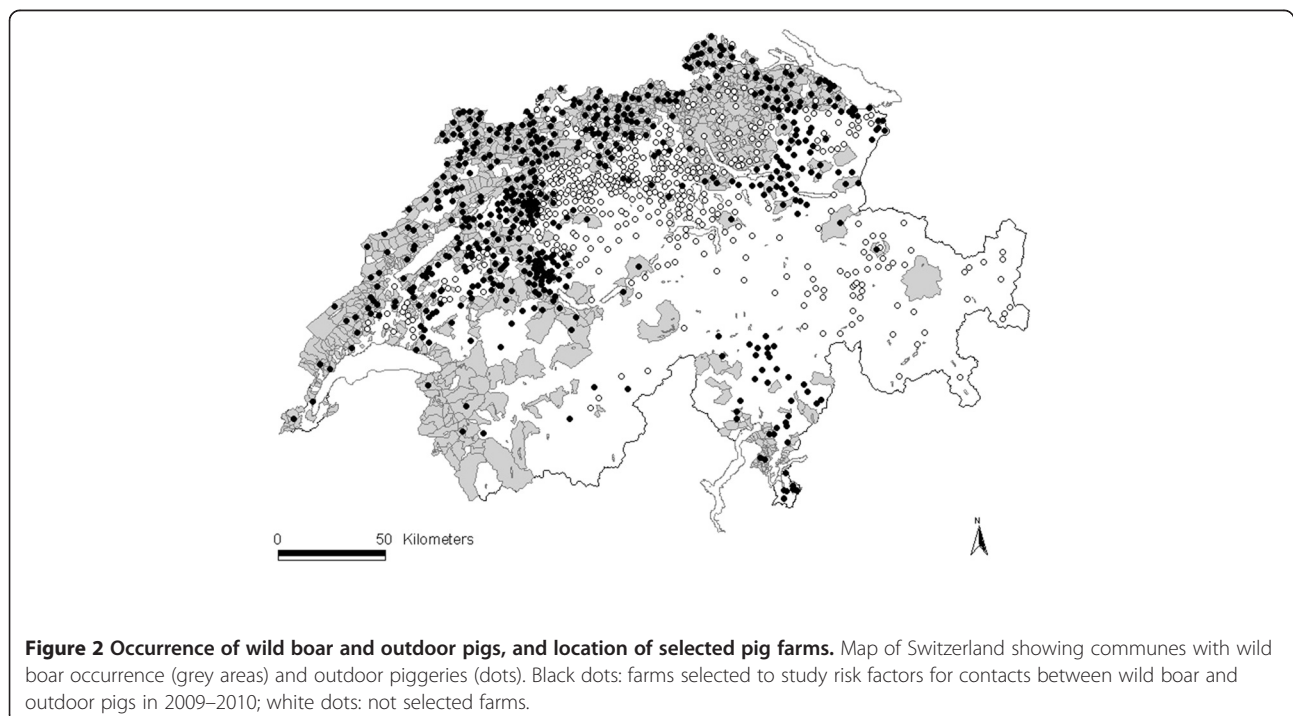 N
0 50 Kilometers
Figure 2 Occurrence of wild boar and outdoor pigs, and location of selected pig farms. Map of Switzerland showing communes with wild
boar occurrence (grey areas) and outdoor piggeries (dots). Black dots: farms selected to study risk factors for contacts between wild boar and
outdoor pigs in 2009–2010; white dots: not selected farms.